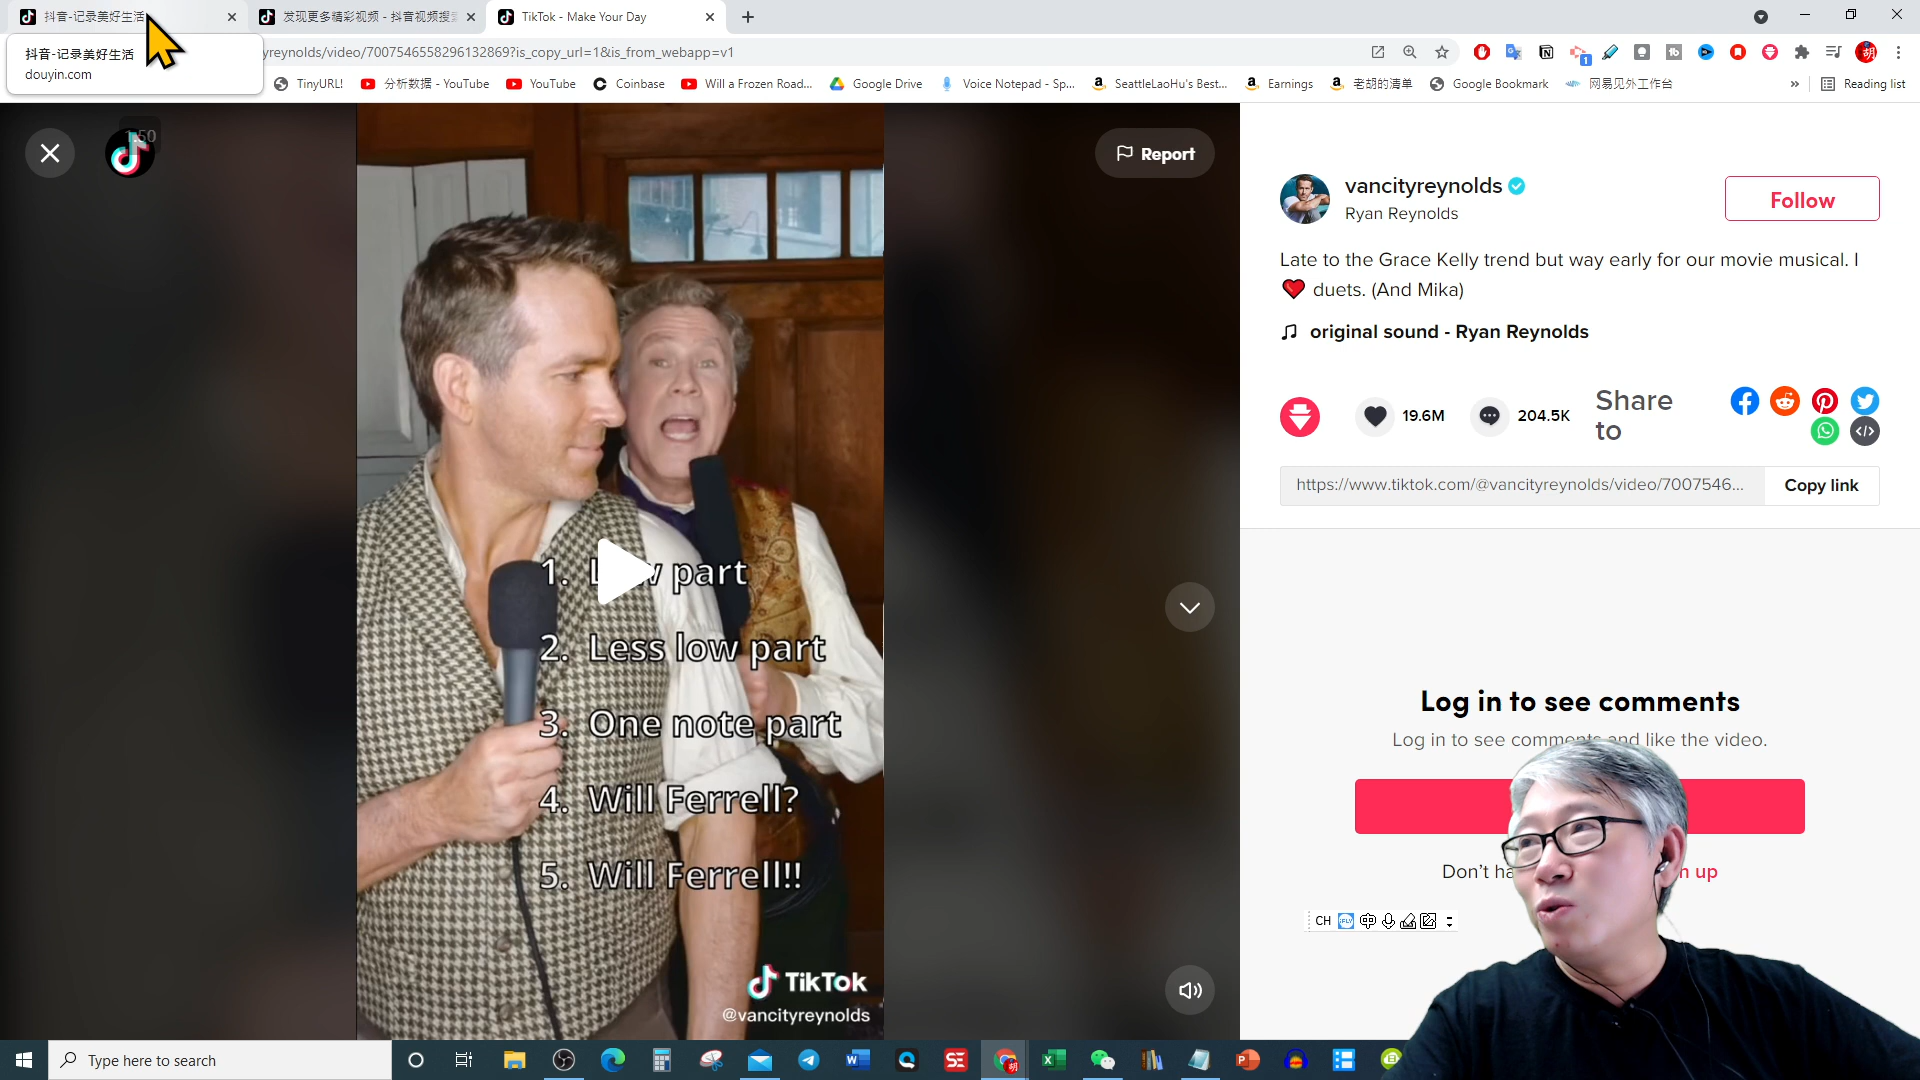 抖音-记录美好生活
发现更多精彩视频 - 抖音视频搜
TikTok - Make Your Day
抖音-记录美好生活
douyin.com
yreynolds/video/7007546558296132869?is_copy_url=1&is_from_webapp=v1
TinyURL!
分析数据 - YouTube
YouTube
Coinbase
Will a Frozen Road...
Google Drive
Voice Notepad - Sp...
SeattleLaoHu's Best...
Earnings
老胡的清单
Google Bookmark
网易见外工作台
»
Reading list
1.50
Report
vancityreynolds
Ryan Reynolds
Follow
Late to the Grace Kelly trend but way early for our movie musical. I
❤️ duets. (And Mika)
original sound - Ryan Reynolds
19.6M
204.5K
Share
to
https://www.tiktok.com/@vancityreynolds/video/7007546...
Copy link
1. Low part
2. Less low part
3. One note part
4. Will Ferrell?
5. Will Ferrell!!
TikTok
@vancityreynolds
Log in to see comments
Log in to see comments and like the video.
Don't ha
n up
CH
中
Type here to search